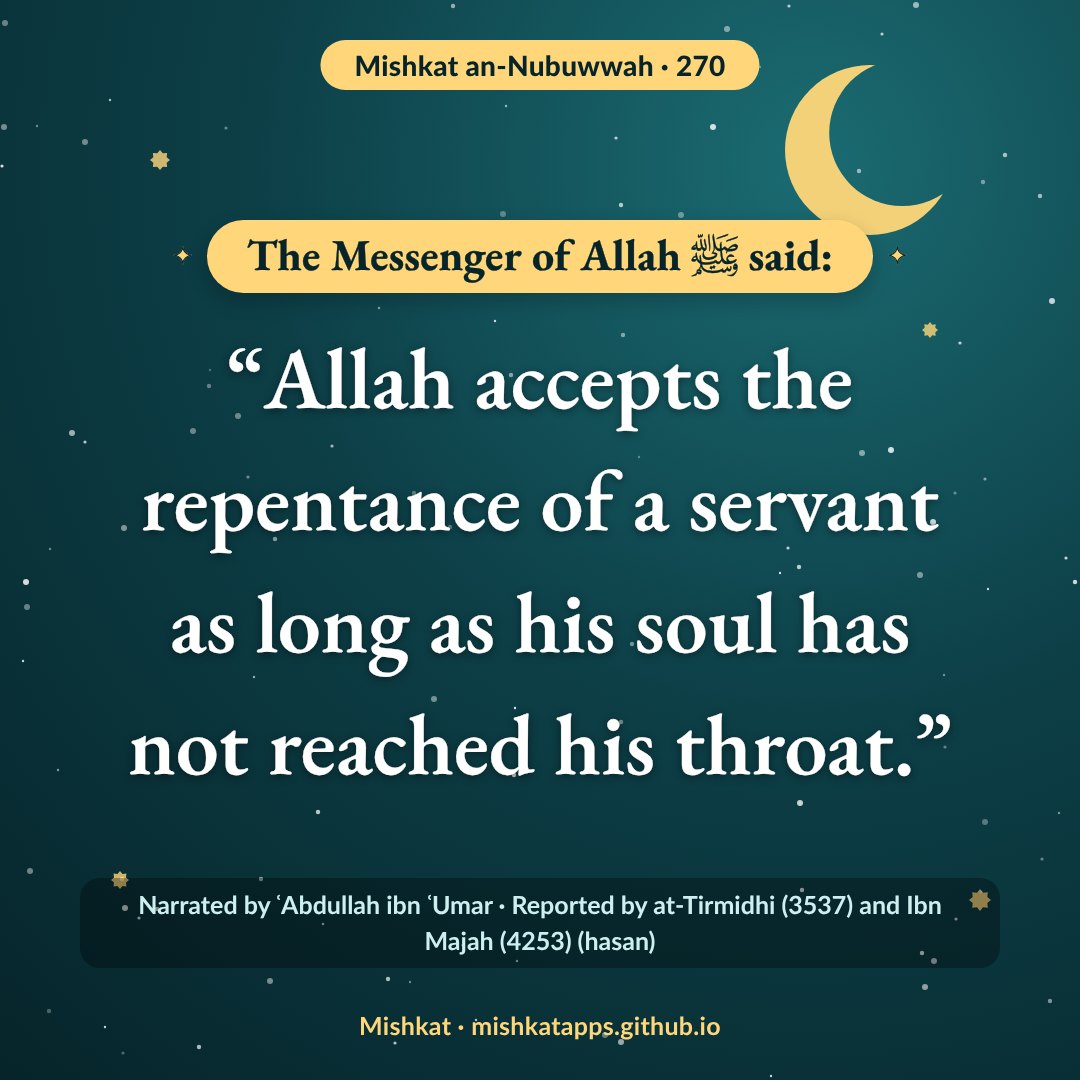 Mishkat an-Nubuwwah · 270
The Messenger of Allah ﷺ said:
“Allah accepts the
repentance of a servant
as long as his soul has
not reached his throat.”
Narrated by ʿAbdullah ibn ʿUmar · Reported by at-Tirmidhi (3537) and Ibn
Majah (4253) (hasan)
Mishkat · mishkatapps.github.io